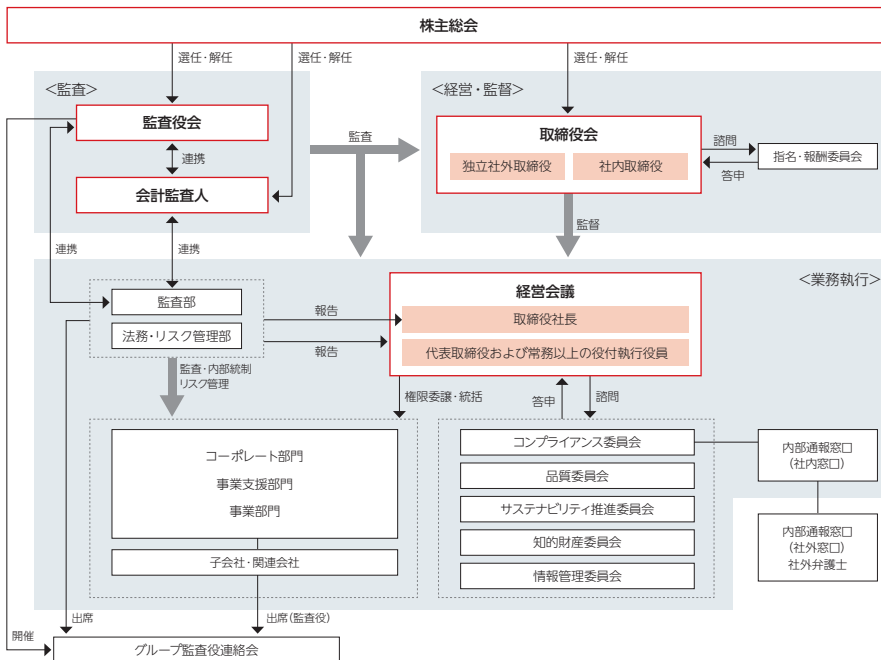 株主総会
選任・解任
選任・解任
選任・解任
＜監査＞
＜経営・監督＞
監査役会
連携
会計監査人
監査
取締役会
独立社外取締役
社内取締役
諮問
答申
指名・報酬委員会
監督
連携
連携
＜業務執行＞
監査部
法務・リスク管理部
報告
報告
経営会議
取締役社長
代表取締役および常務以上の役付執行役員
監査・内部統制
リスク管理
権限委譲・統括
答申
諮問
コーポレート部門
事業支援部門
事業部門
子会社・関連会社
コンプライアンス委員会
品質委員会
サステナビリティ推進委員会
知的財産委員会
情報管理委員会
内部通報窓口
(社内窓口)
内部通報窓口
(社外窓口)
社外弁護士
出席
出席(監査役)
開催
グループ監査役連絡会